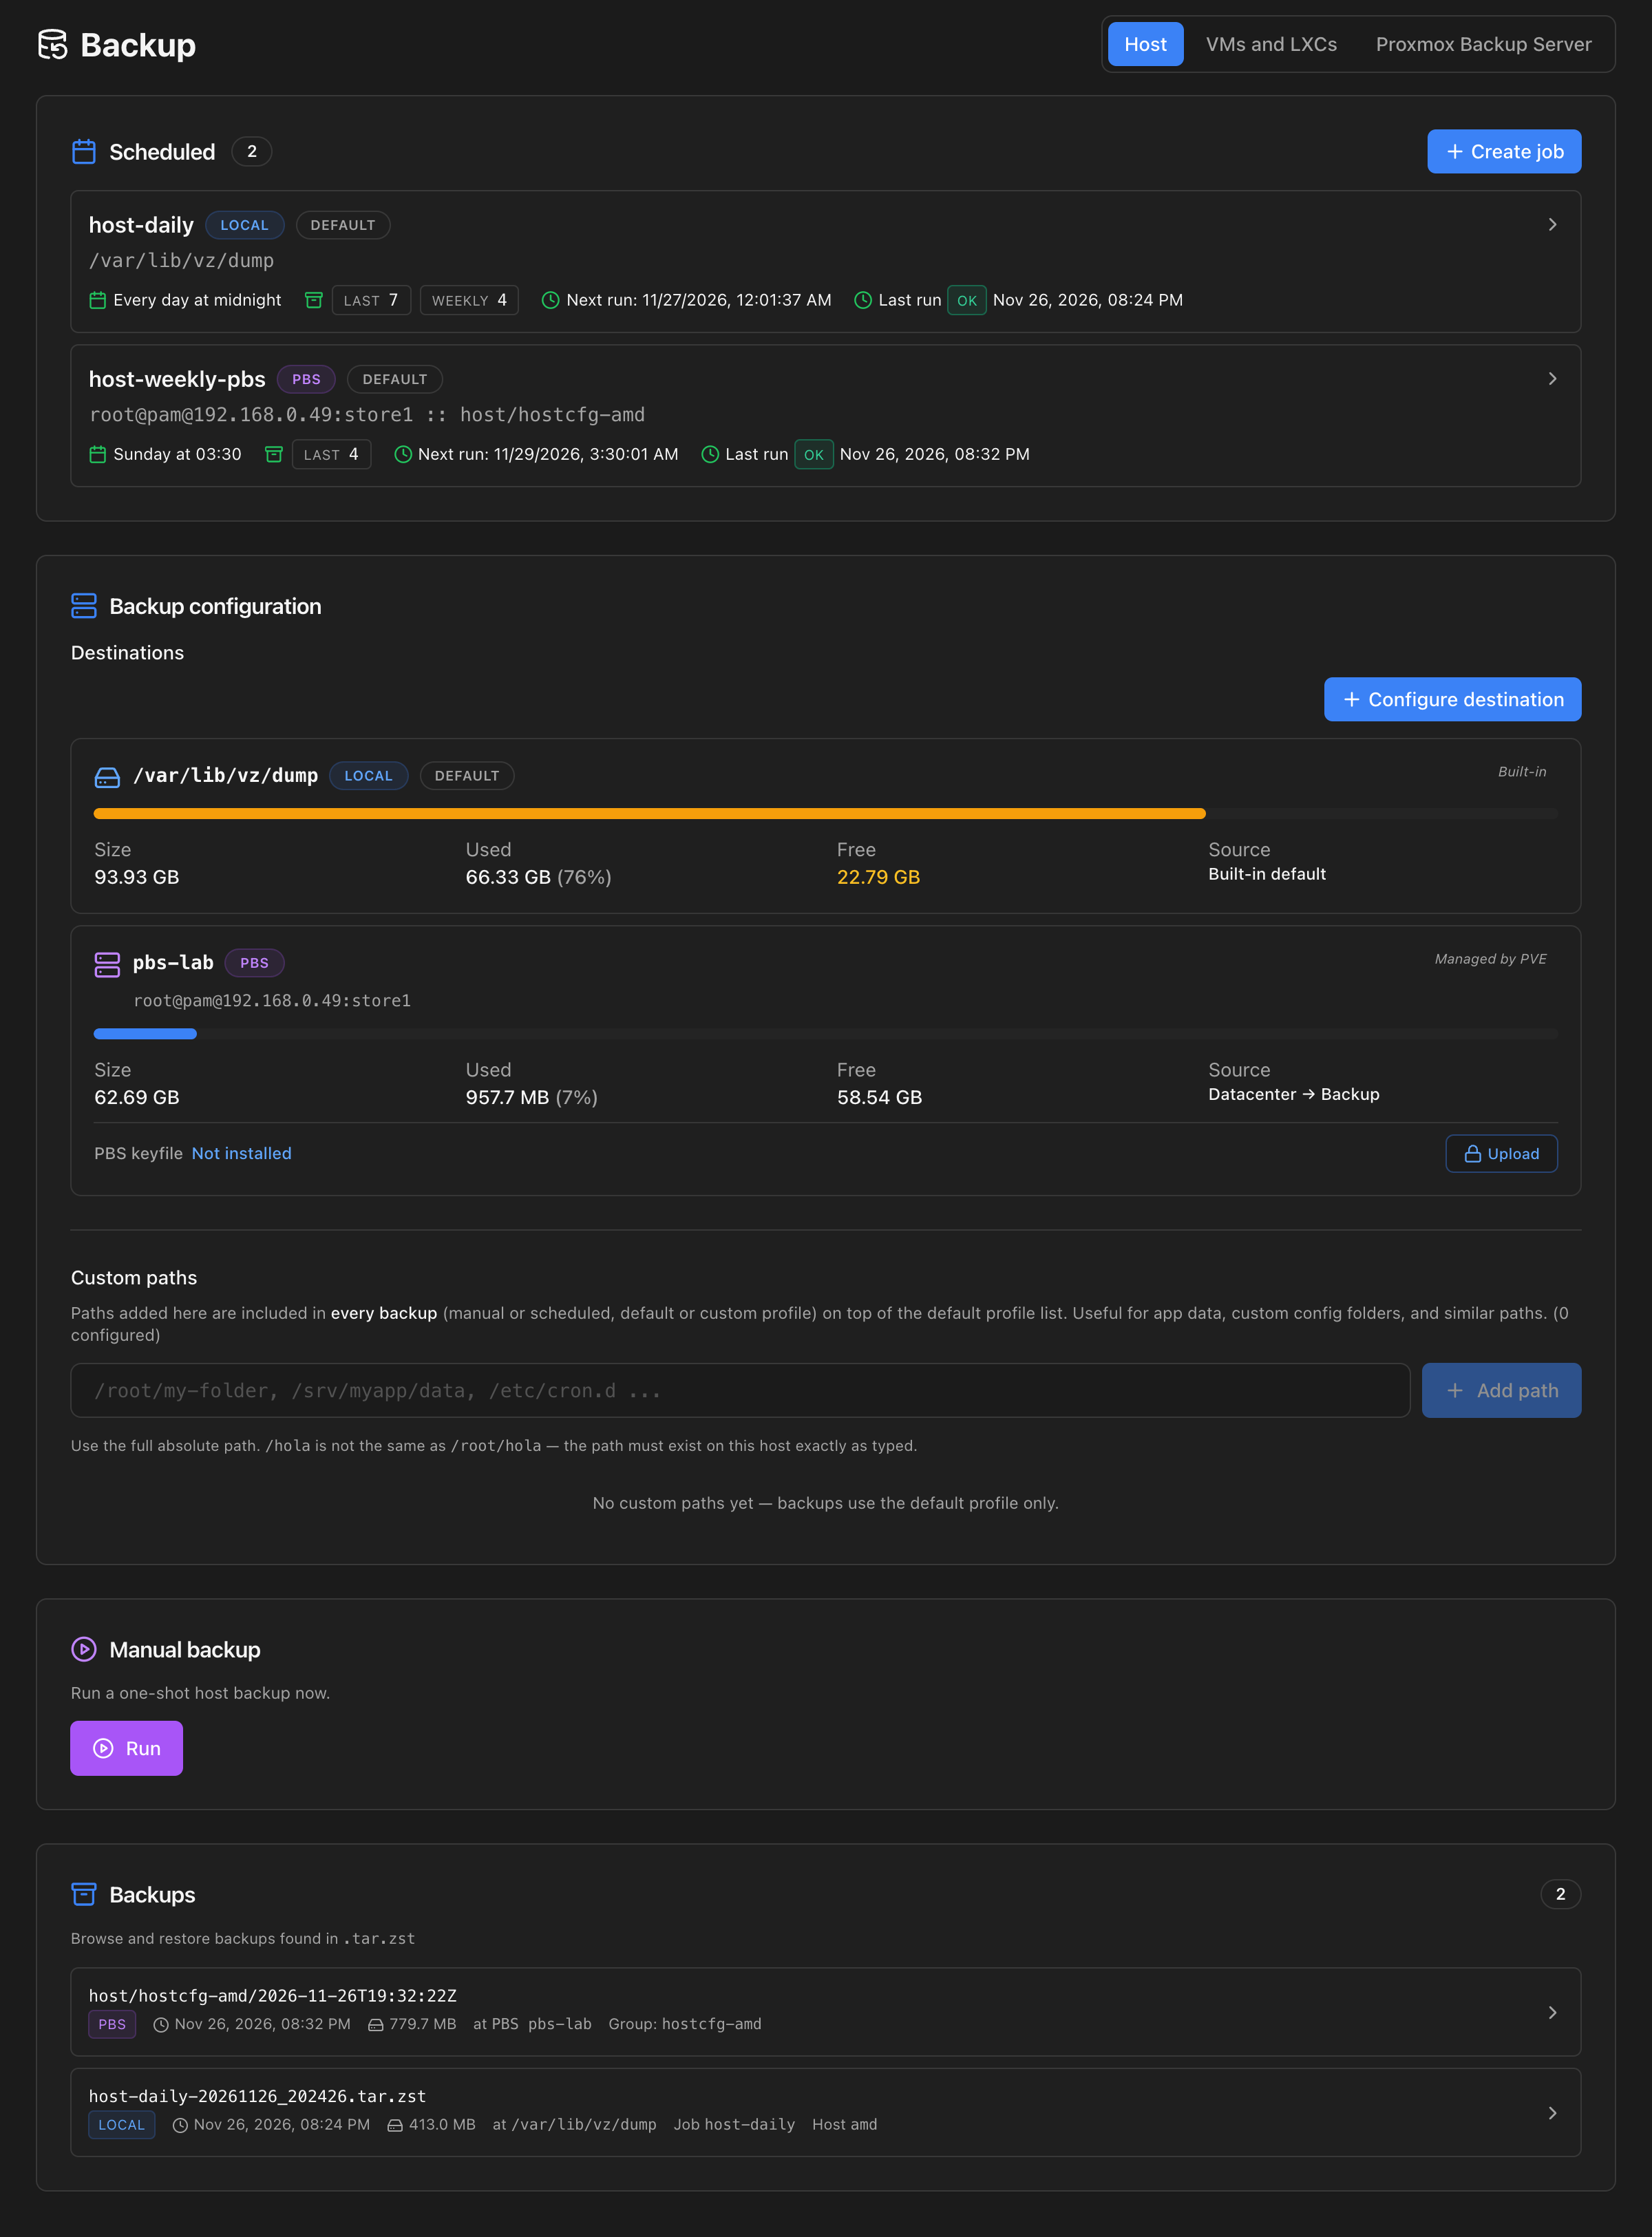 Backup
Host VMs and LXCs Proxmox Backup Server
Scheduled 2
+ Create job
host-daily LOCAL DEFAULT
/var/lib/vz/dump
Every day at midnight LAST 7 WEEKLY 4 Next run: 11/27/2026, 12:01:37 AM Last run OK Nov 26, 2026, 08:24 PM
host-weekly-pbs PBS DEFAULT
root@pam@192.168.0.49:store1 :: host/hostcfg-amd
Sunday at 03:30 LAST 4 Next run: 11/29/2026, 3:30:01 AM Last run OK Nov 26, 2026, 08:32 PM
Backup configuration
Destinations
+ Configure destination
/var/lib/vz/dump LOCAL DEFAULT Built-in
Size Used Free Source
93.93 GB 66.33 GB (76%) 22.79 GB Built-in default
pbs-lab PBS Managed by PVE
root@pam@192.168.0.49:store1
Size Used Free Source
62.69 GB 957.7 MB (7%) 58.54 GB Datacenter → Backup
PBS keyfile Not installed Upload
Custom paths
Paths added here are included in every backup (manual or scheduled, default or custom profile) on top of the default profile list. Useful for app data, custom config folders, and similar paths. (0
configured)
/root/my-folder, /srv/myapp/data, /etc/cron.d ...
+ Add path
Use the full absolute path. /hola is not the same as /root/hola — the path must exist on this host exactly as typed.
No custom paths yet — backups use the default profile only.
Manual backup
Run a one-shot host backup now.
Run
Backups 2
Browse and restore backups found in .tar.zst
host/hostcfg-amd/2026-11-26T19:32:22Z
PBS Nov 26, 2026, 08:32 PM 779.7 MB at PBS pbs-lab Group: hostcfg-amd
host-daily-20261126_202426.tar.zst
LOCAL Nov 26, 2026, 08:24 PM 413.0 MB at /var/lib/vz/dump Job host-daily Host amd